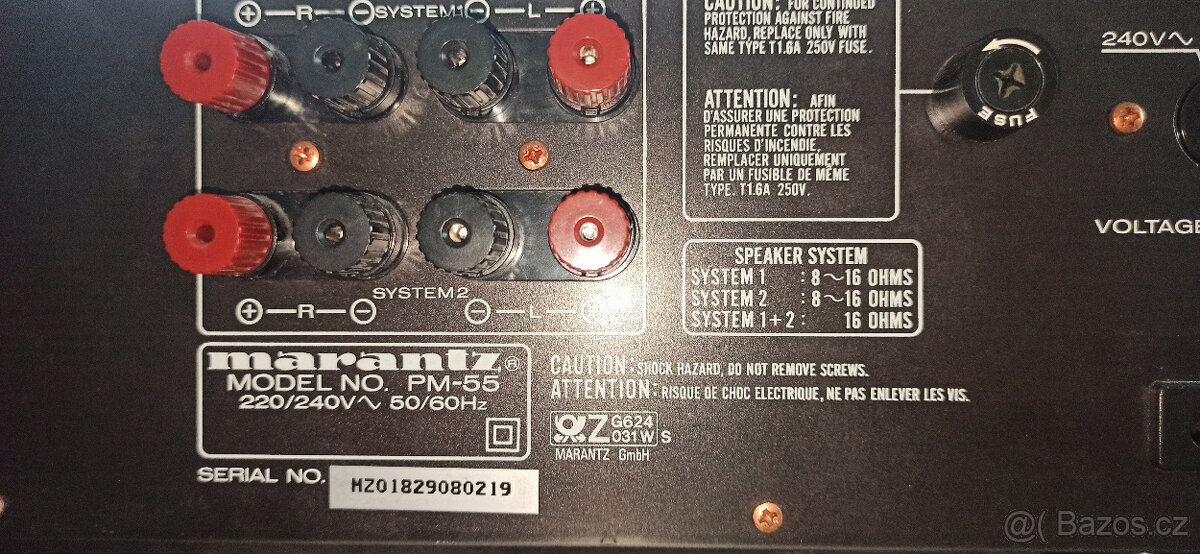 + R - SYSTEM1 - L +
CAUTION: FOR CONTINUED
PROTECTION AGAINST FIRE
HAZARD, REPLACE ONLY WITH
SAME TYPE T1.6A 250V FUSE.
ATTENTION: AFIN
D'ASSURER UNE PROTECTION
PERMANENTE CONTRE LES
RISQUES D'INCENDIE,
REMPLACER UNIQUEMENT
PAR UN FUSIBLE DE MÊME
TYPE. T1.6A 250V.
FUSE
240V∿
VOLTAGE
SPEAKER SYSTEM
SYSTEM 1 : 8～16 OHMS
SYSTEM 2 : 8～16 OHMS
SYSTEM 1+2 : 16 OHMS
+ R - SYSTEM2 - L
marantz®
MODEL NO. PM-55
220/240V∿ 50/60Hz
CAUTION: SHOCK HAZARD, DO NOT REMOVE SCREWS.
ATTENTION: RISQUE DE CHOC ELECTRIQUE, NE PAS ENLEVER LES VIS.
Z G624
031W S
MARANTZ GmbH
SERIAL NO. MZ01829080219
@( Bazos.cz